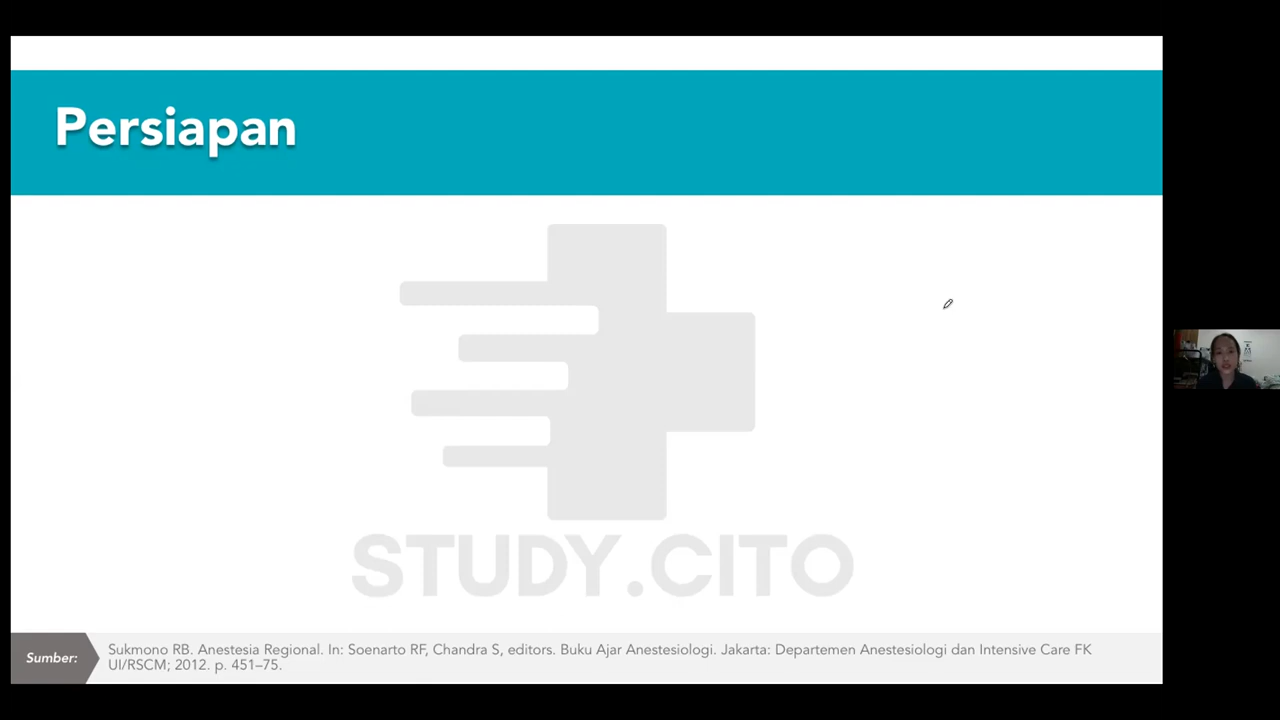 Persiapan
STUDY.CITO
Sumber:
Sukmono RB. Anestesia Regional. In: Soenarto RF, Chandra S, editors. Buku Ajar Anestesiologi. Jakarta: Departemen Anestesiologi dan Intensive Care FK
UI/RSCM; 2012. p. 451–75.